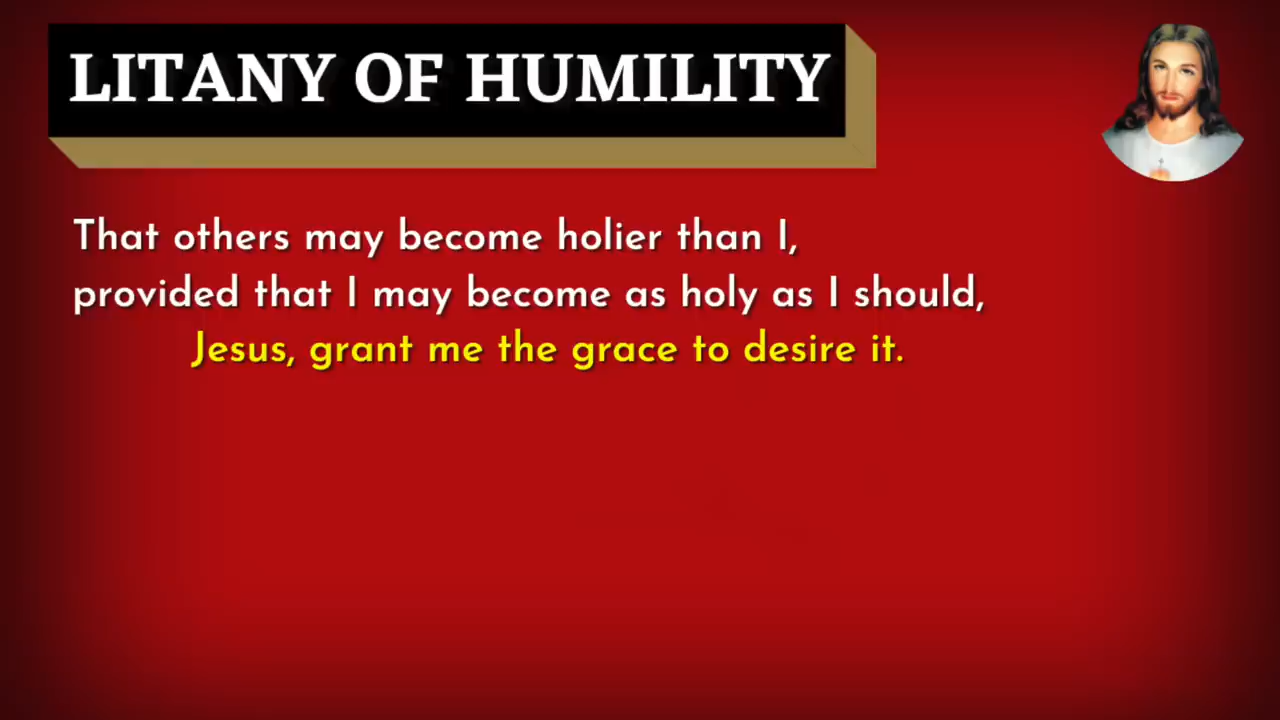 LITANY OF HUMILITY
That others may become holier than I,
provided that I may become as holy as I should,
Jesus, grant me the grace to desire it.